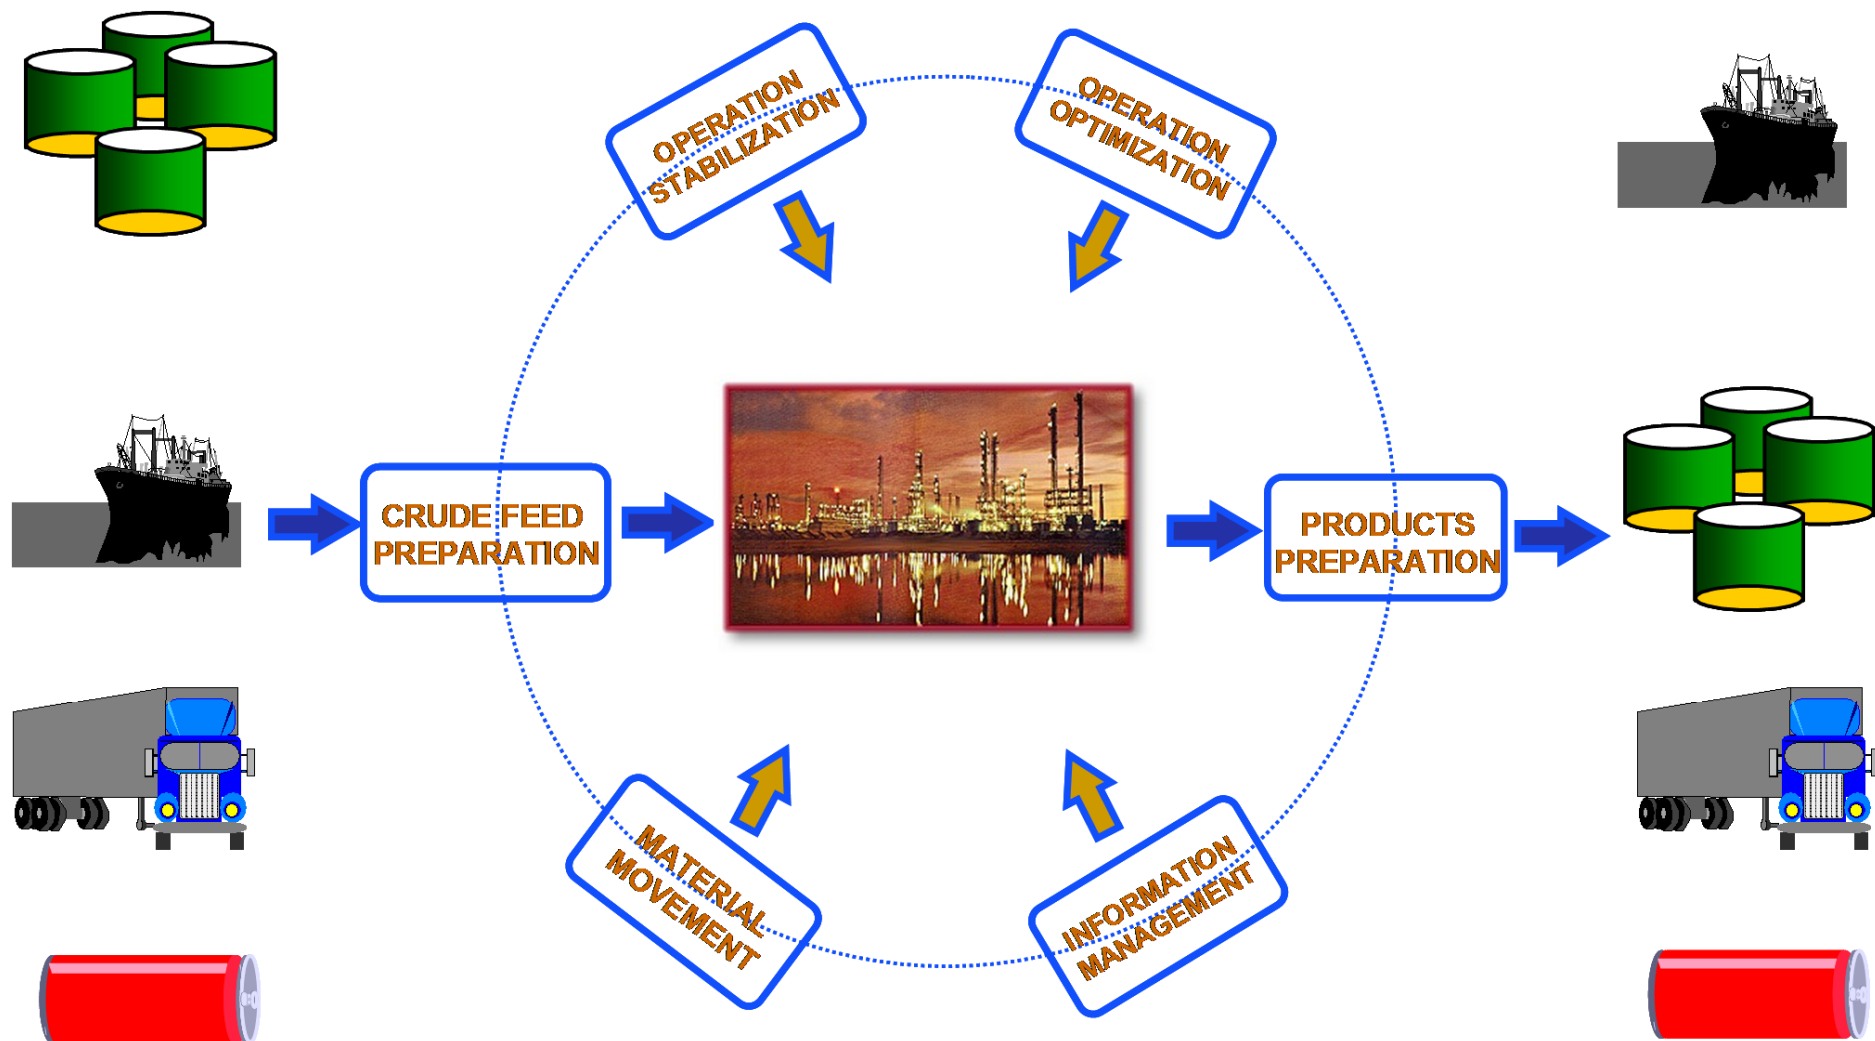 OPERATION
STABILIZATION
OPERATION
OPTIMIZATION
CRUDE FEED
PREPARATION
PRODUCTS
PREPARATION
MATERIAL
MOVEMENT
INFORMATION
MANAGEMENT